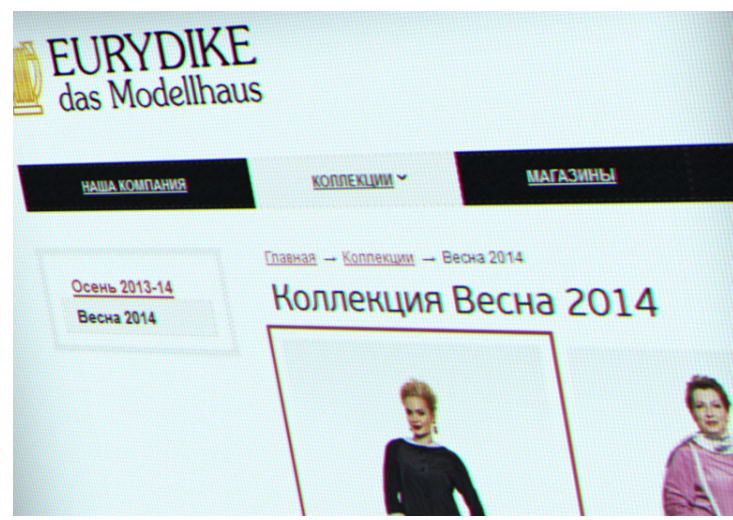 EURYDIKE
das Modellhaus
НАША КОМПАНИЯ
КОЛЛЕКЦИИ
МАГАЗИНЫ
Главная → Коллекции → Весна 2014
Осень 2013-14
Весна 2014
Коллекция Весна 2014